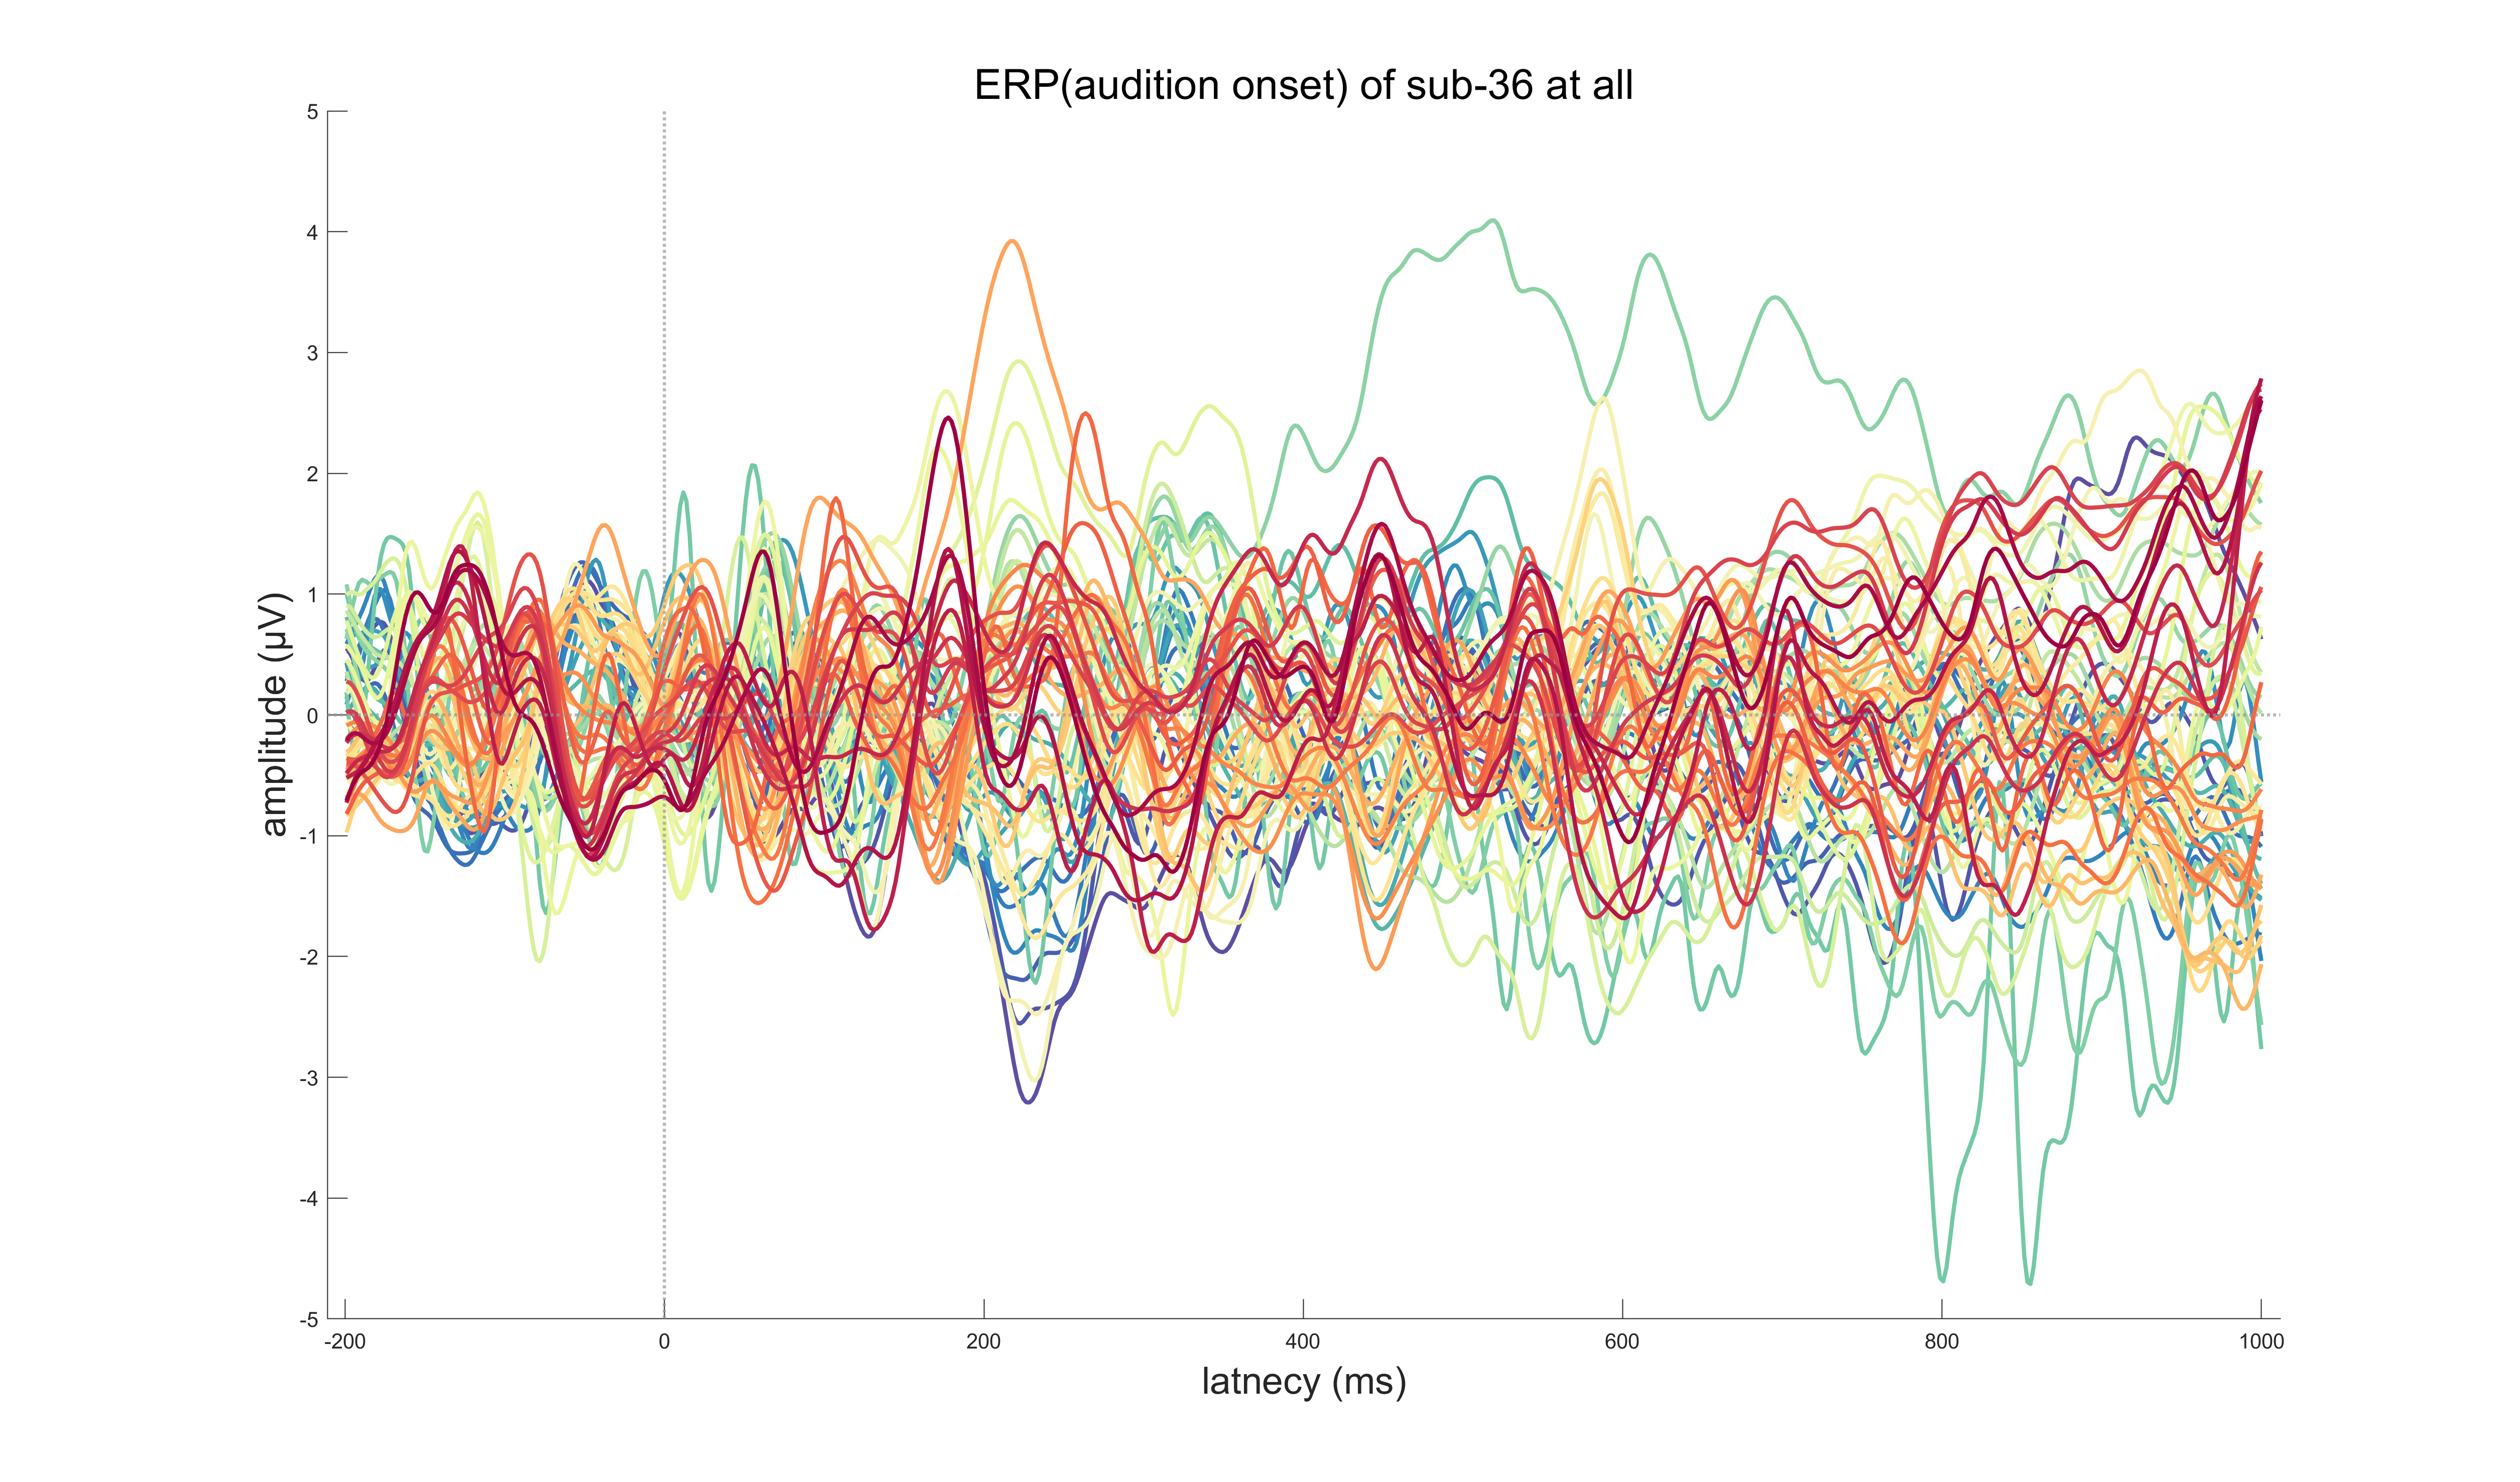 ERP(audition onset) of sub-36 at all
5
4
3
2
1
0
-1
-2
-3
-4
-5
amplitude (µV)
-200 0 200 400 600 800 1000
latnecy (ms)